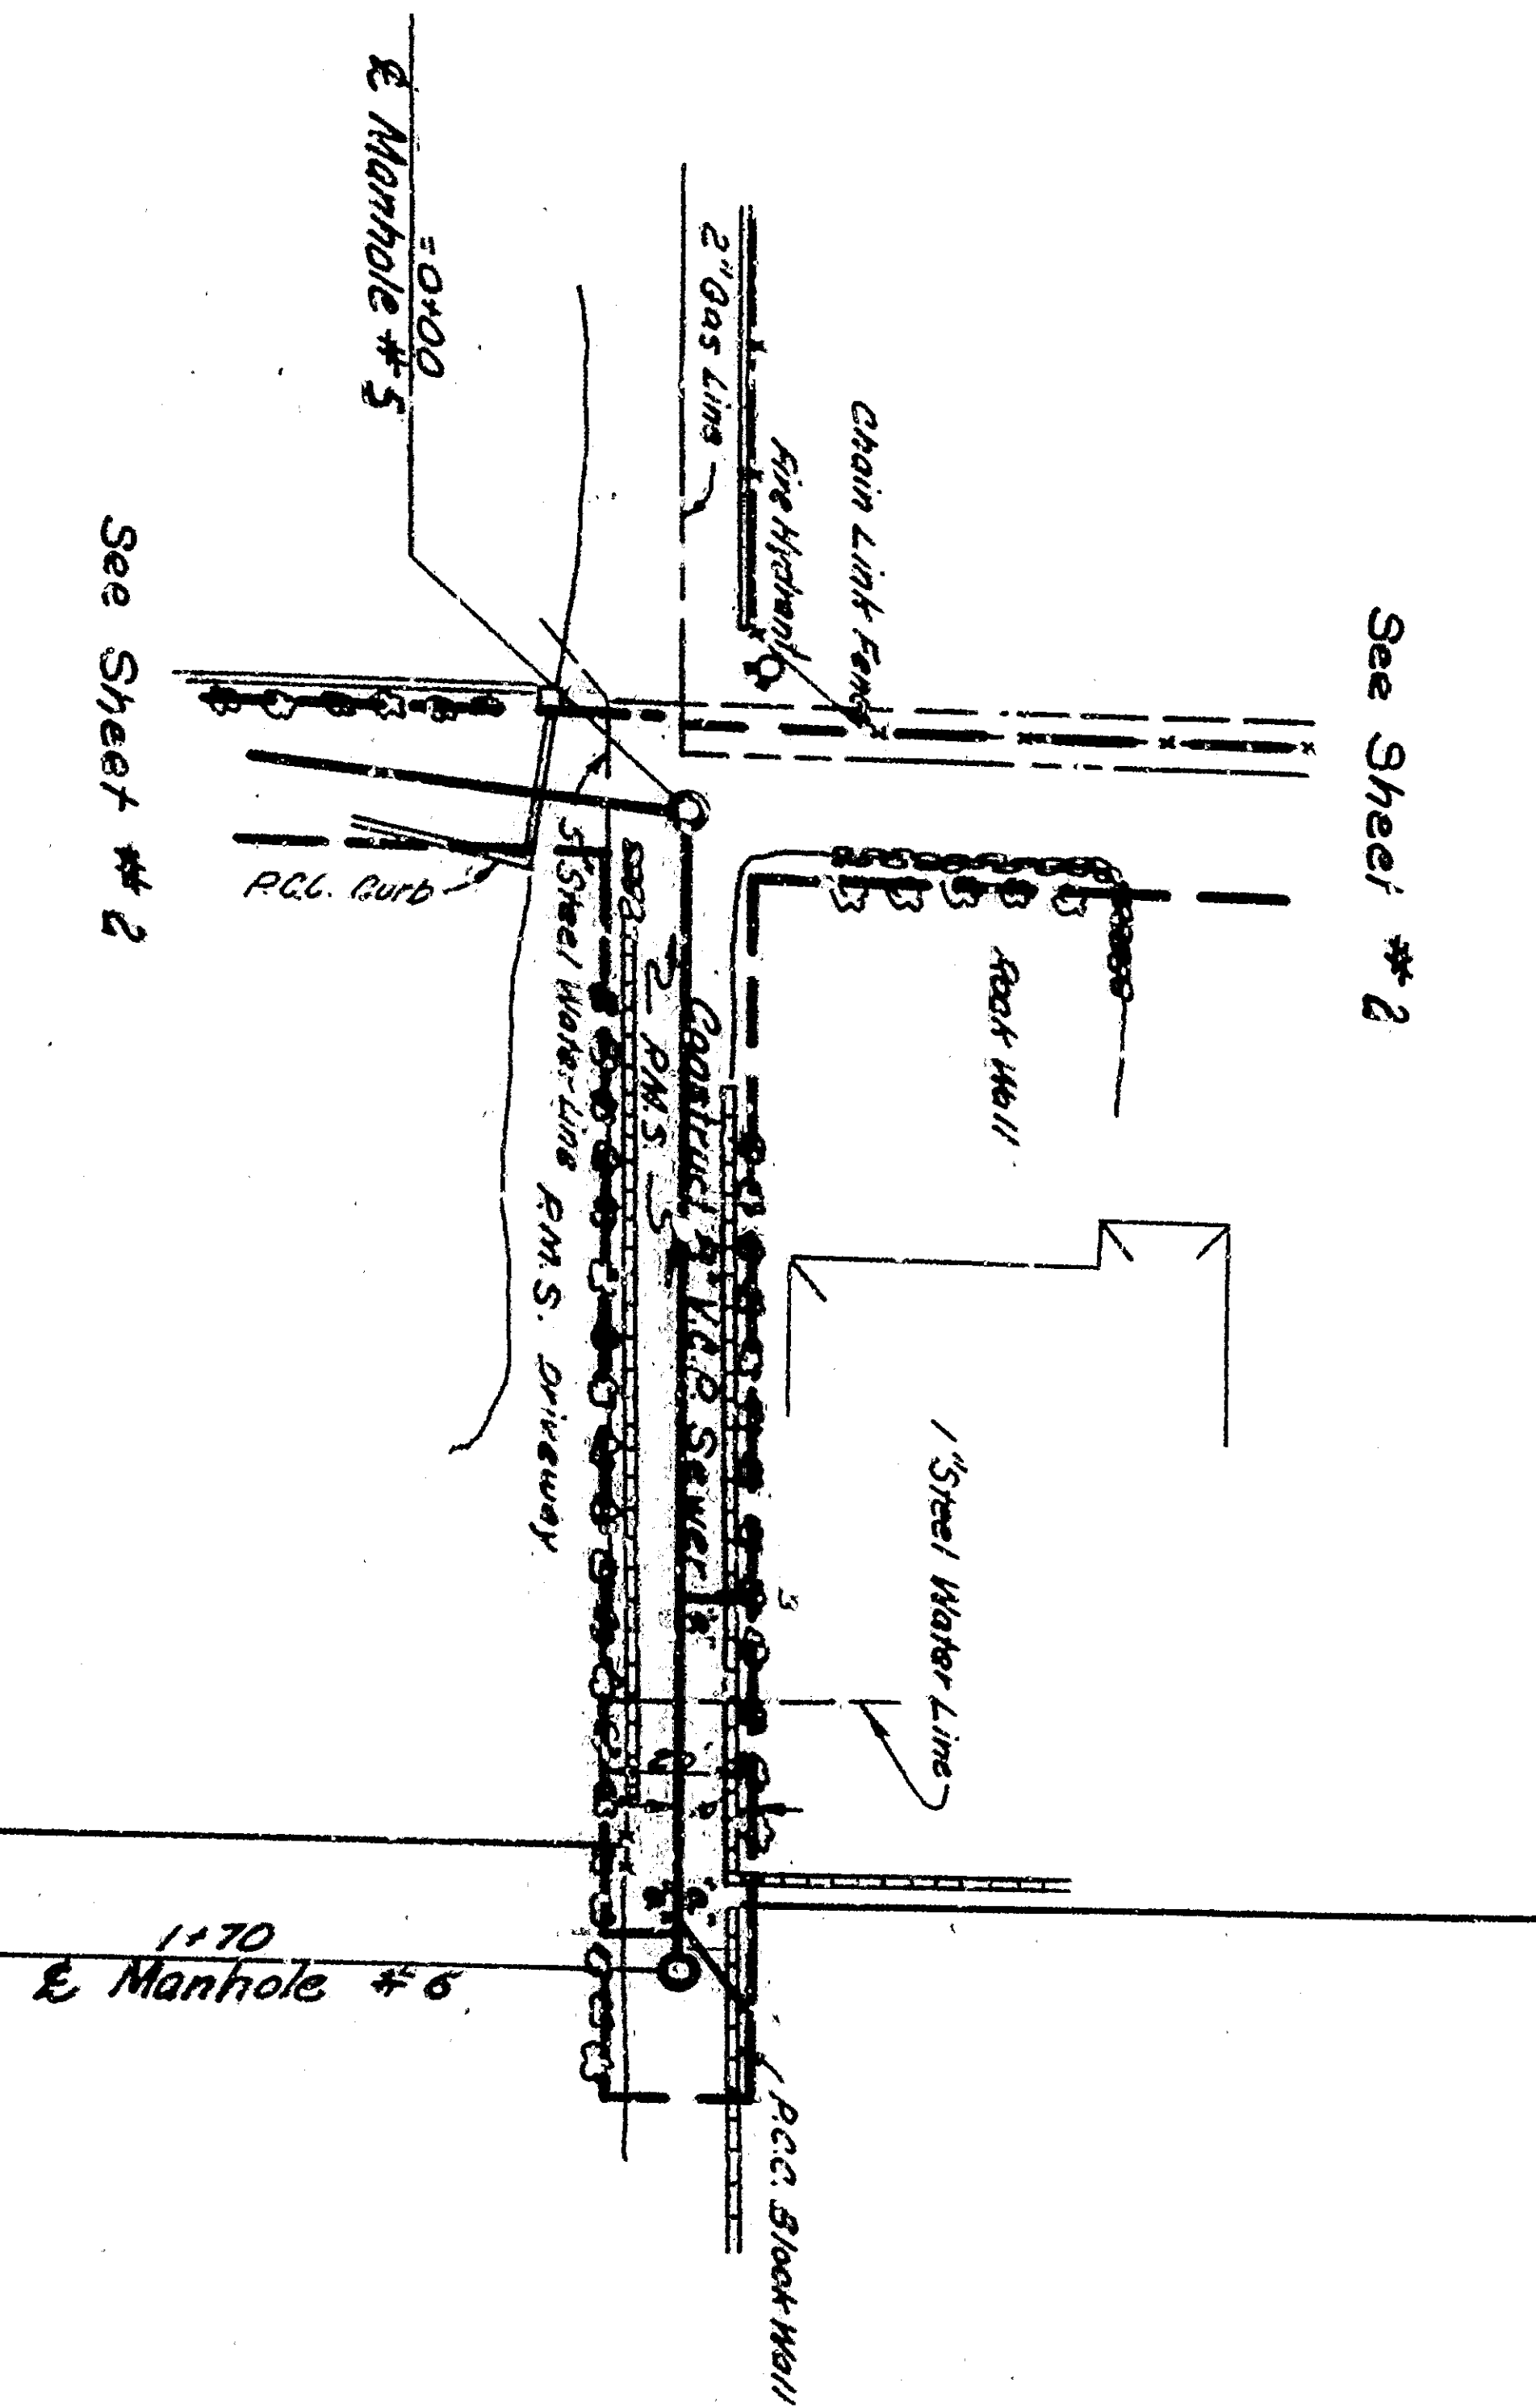 See Sheet # 2
Chain Link Fence
Fire Hydrant
2" Gas Line
=0+00
℄ Manhole # 5
See Sheet # 2
P.C.C. Curb
Rock Wall
5" Steel Water Line
P.M.S.
Construct 8" V.C.P. Sewer
P.M.S. Driveway
1" Steel Water Line
1+70
℄ Manhole # 6
P.C.C. Block Wall